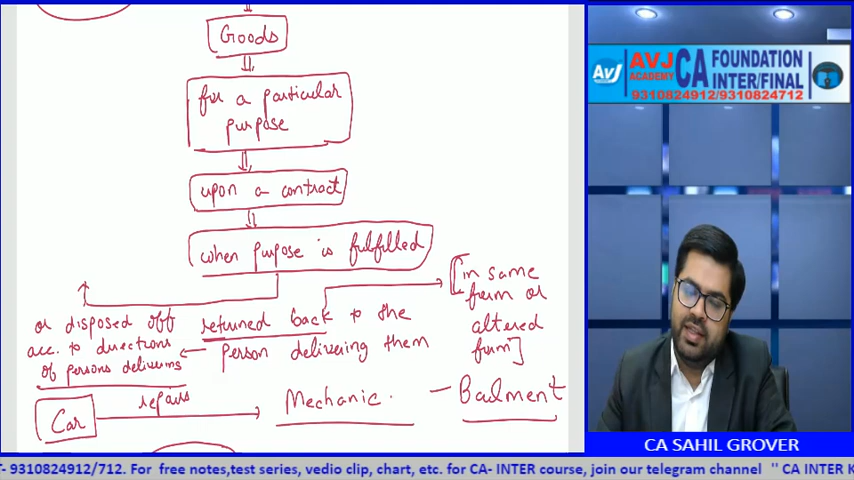 Goods
for a particular
purpose
upon a contract
when purpose is fulfilled
or disposed off
acc. to directions
of persons delivering
returned back to the
person delivering them
[in same
form or
altered
form]
Car
repairs
Mechanic.
- Bailment
AVJ
AVJ
ACADEMY
CA
FOUNDATION
INTER/FINAL
9310824912/9310824712
CA SAHIL GROVER
T- 9310824912/712. For free notes,test series, vedio clip, chart, etc. for CA- INTER course, join our telegram channel " CA INTER K